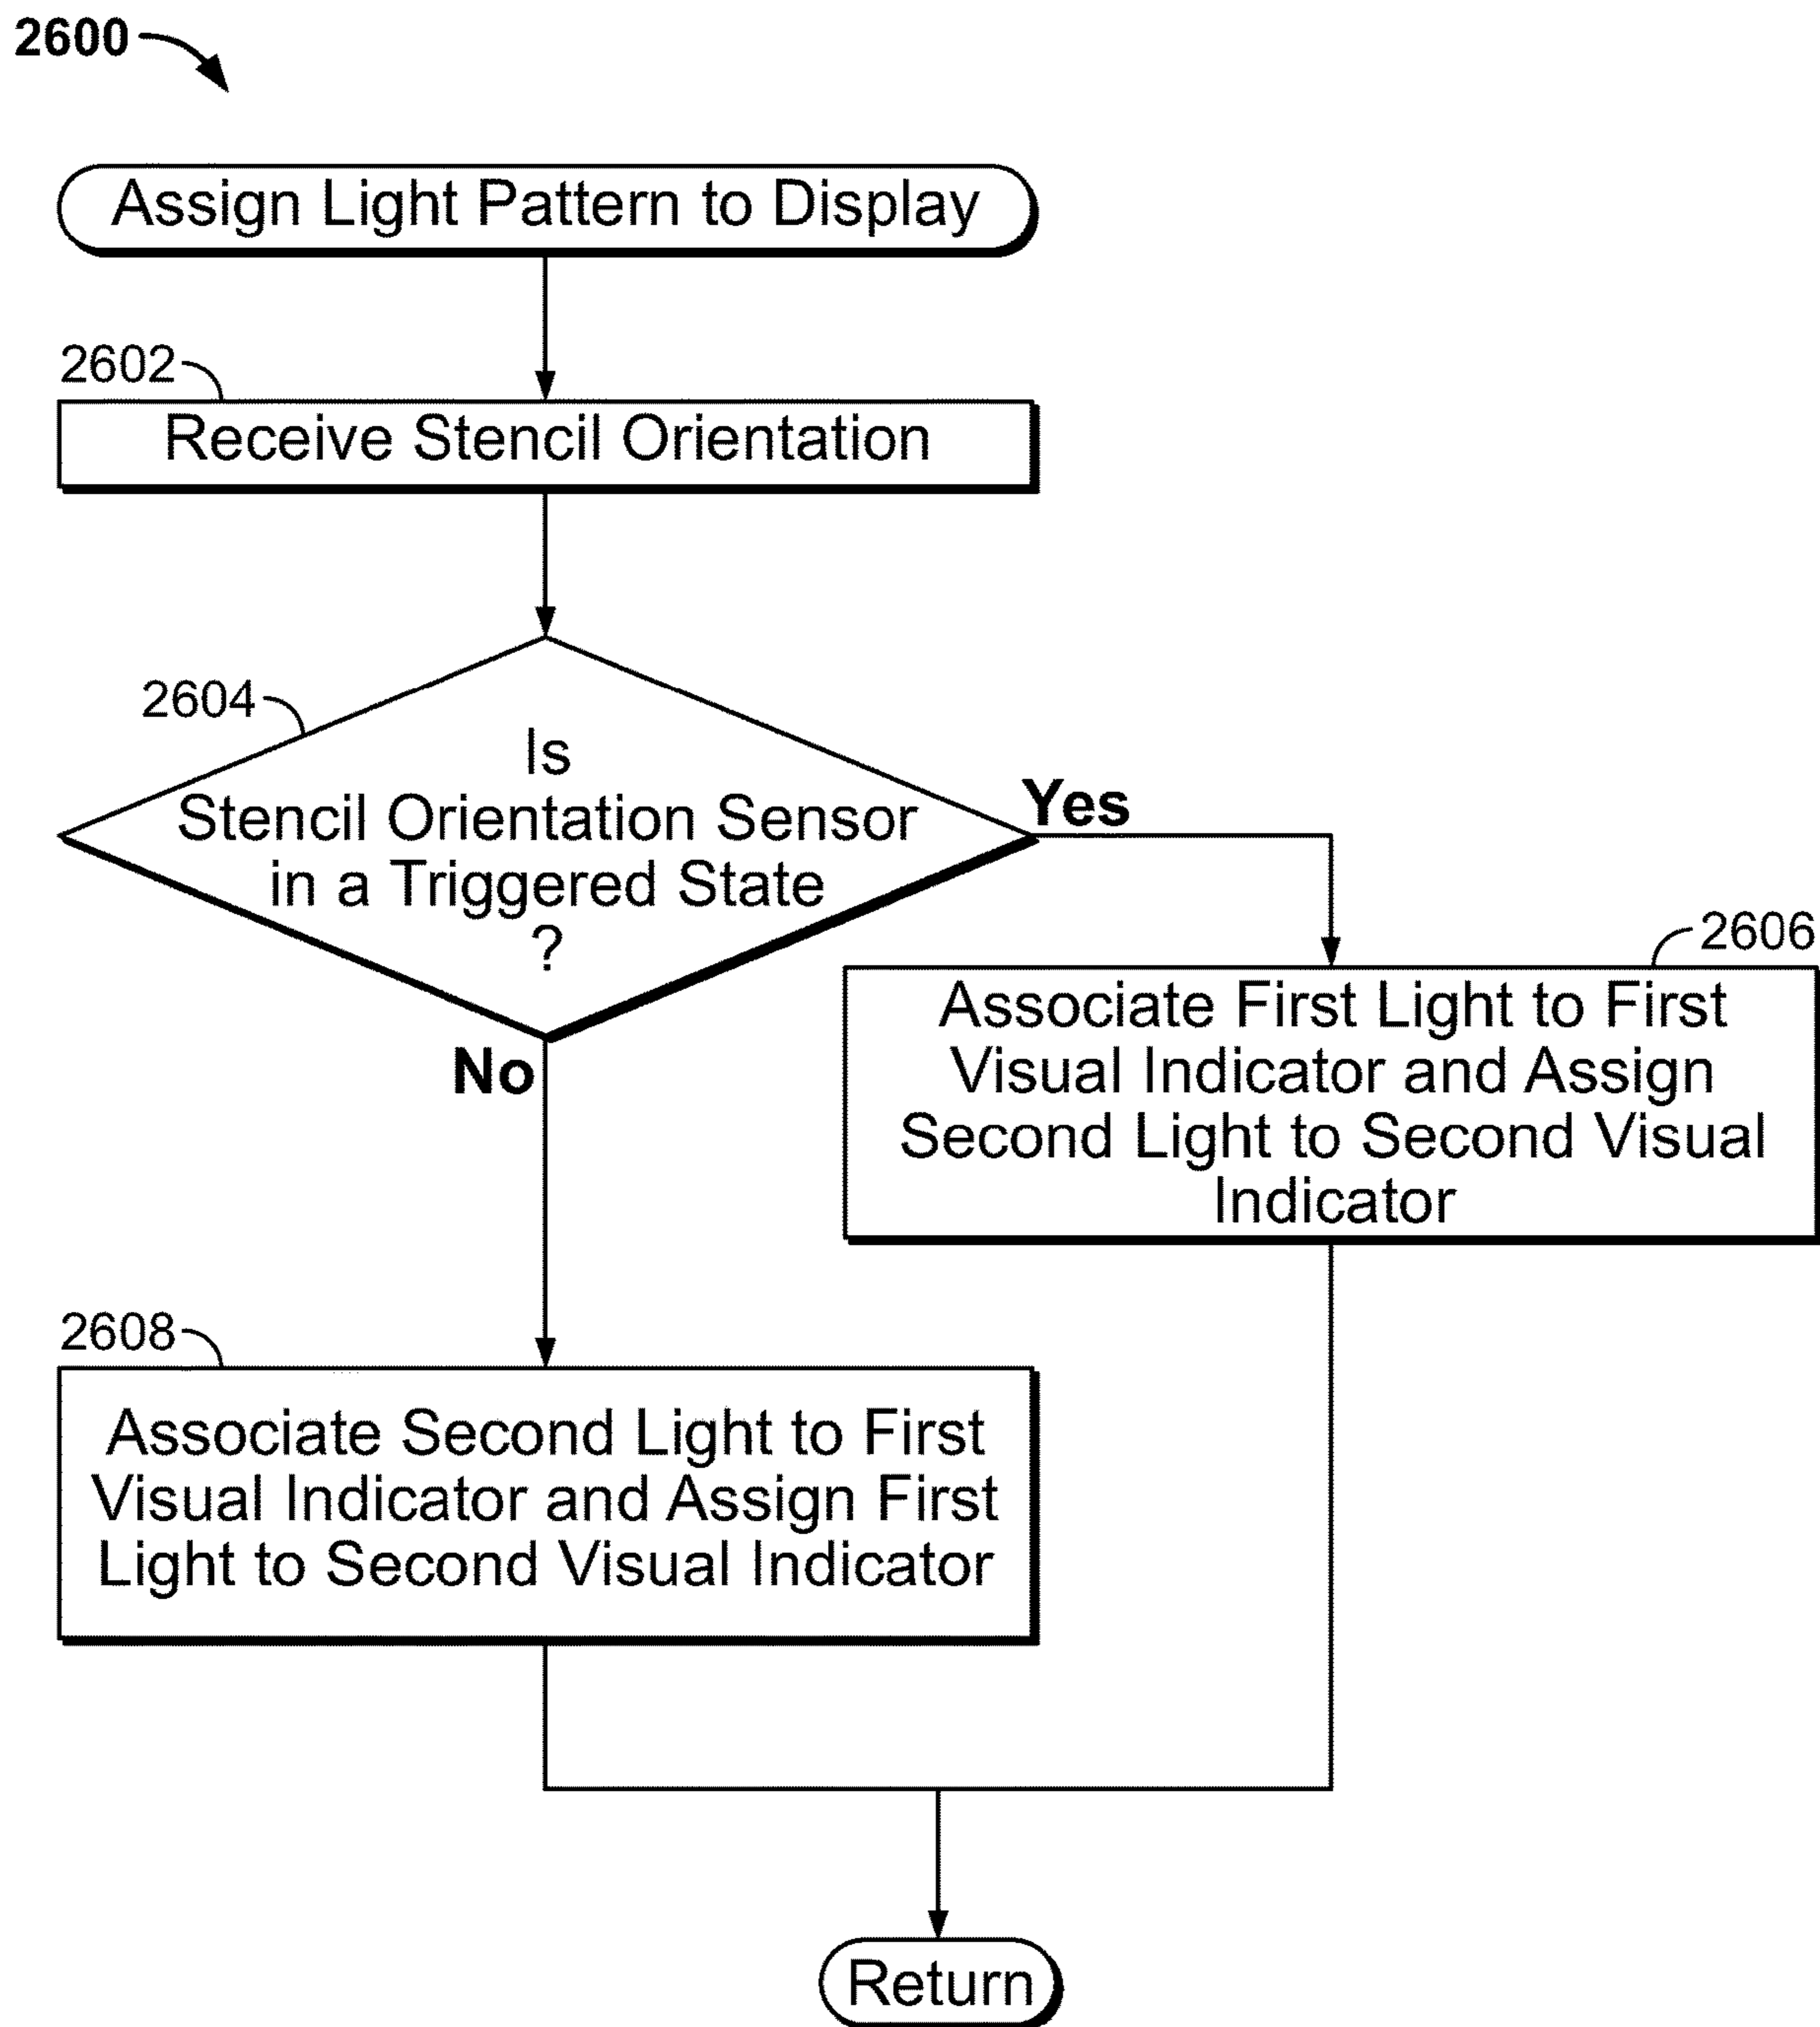 2600
Assign Light Pattern to Display
2602
Receive Stencil Orientation
2604
Is
Stencil Orientation Sensor
in a Triggered State
?
Yes
2606
Associate First Light to First
Visual Indicator and Assign
Second Light to Second Visual
Indicator
No
2608
Associate Second Light to First
Visual Indicator and Assign First
Light to Second Visual Indicator
Return